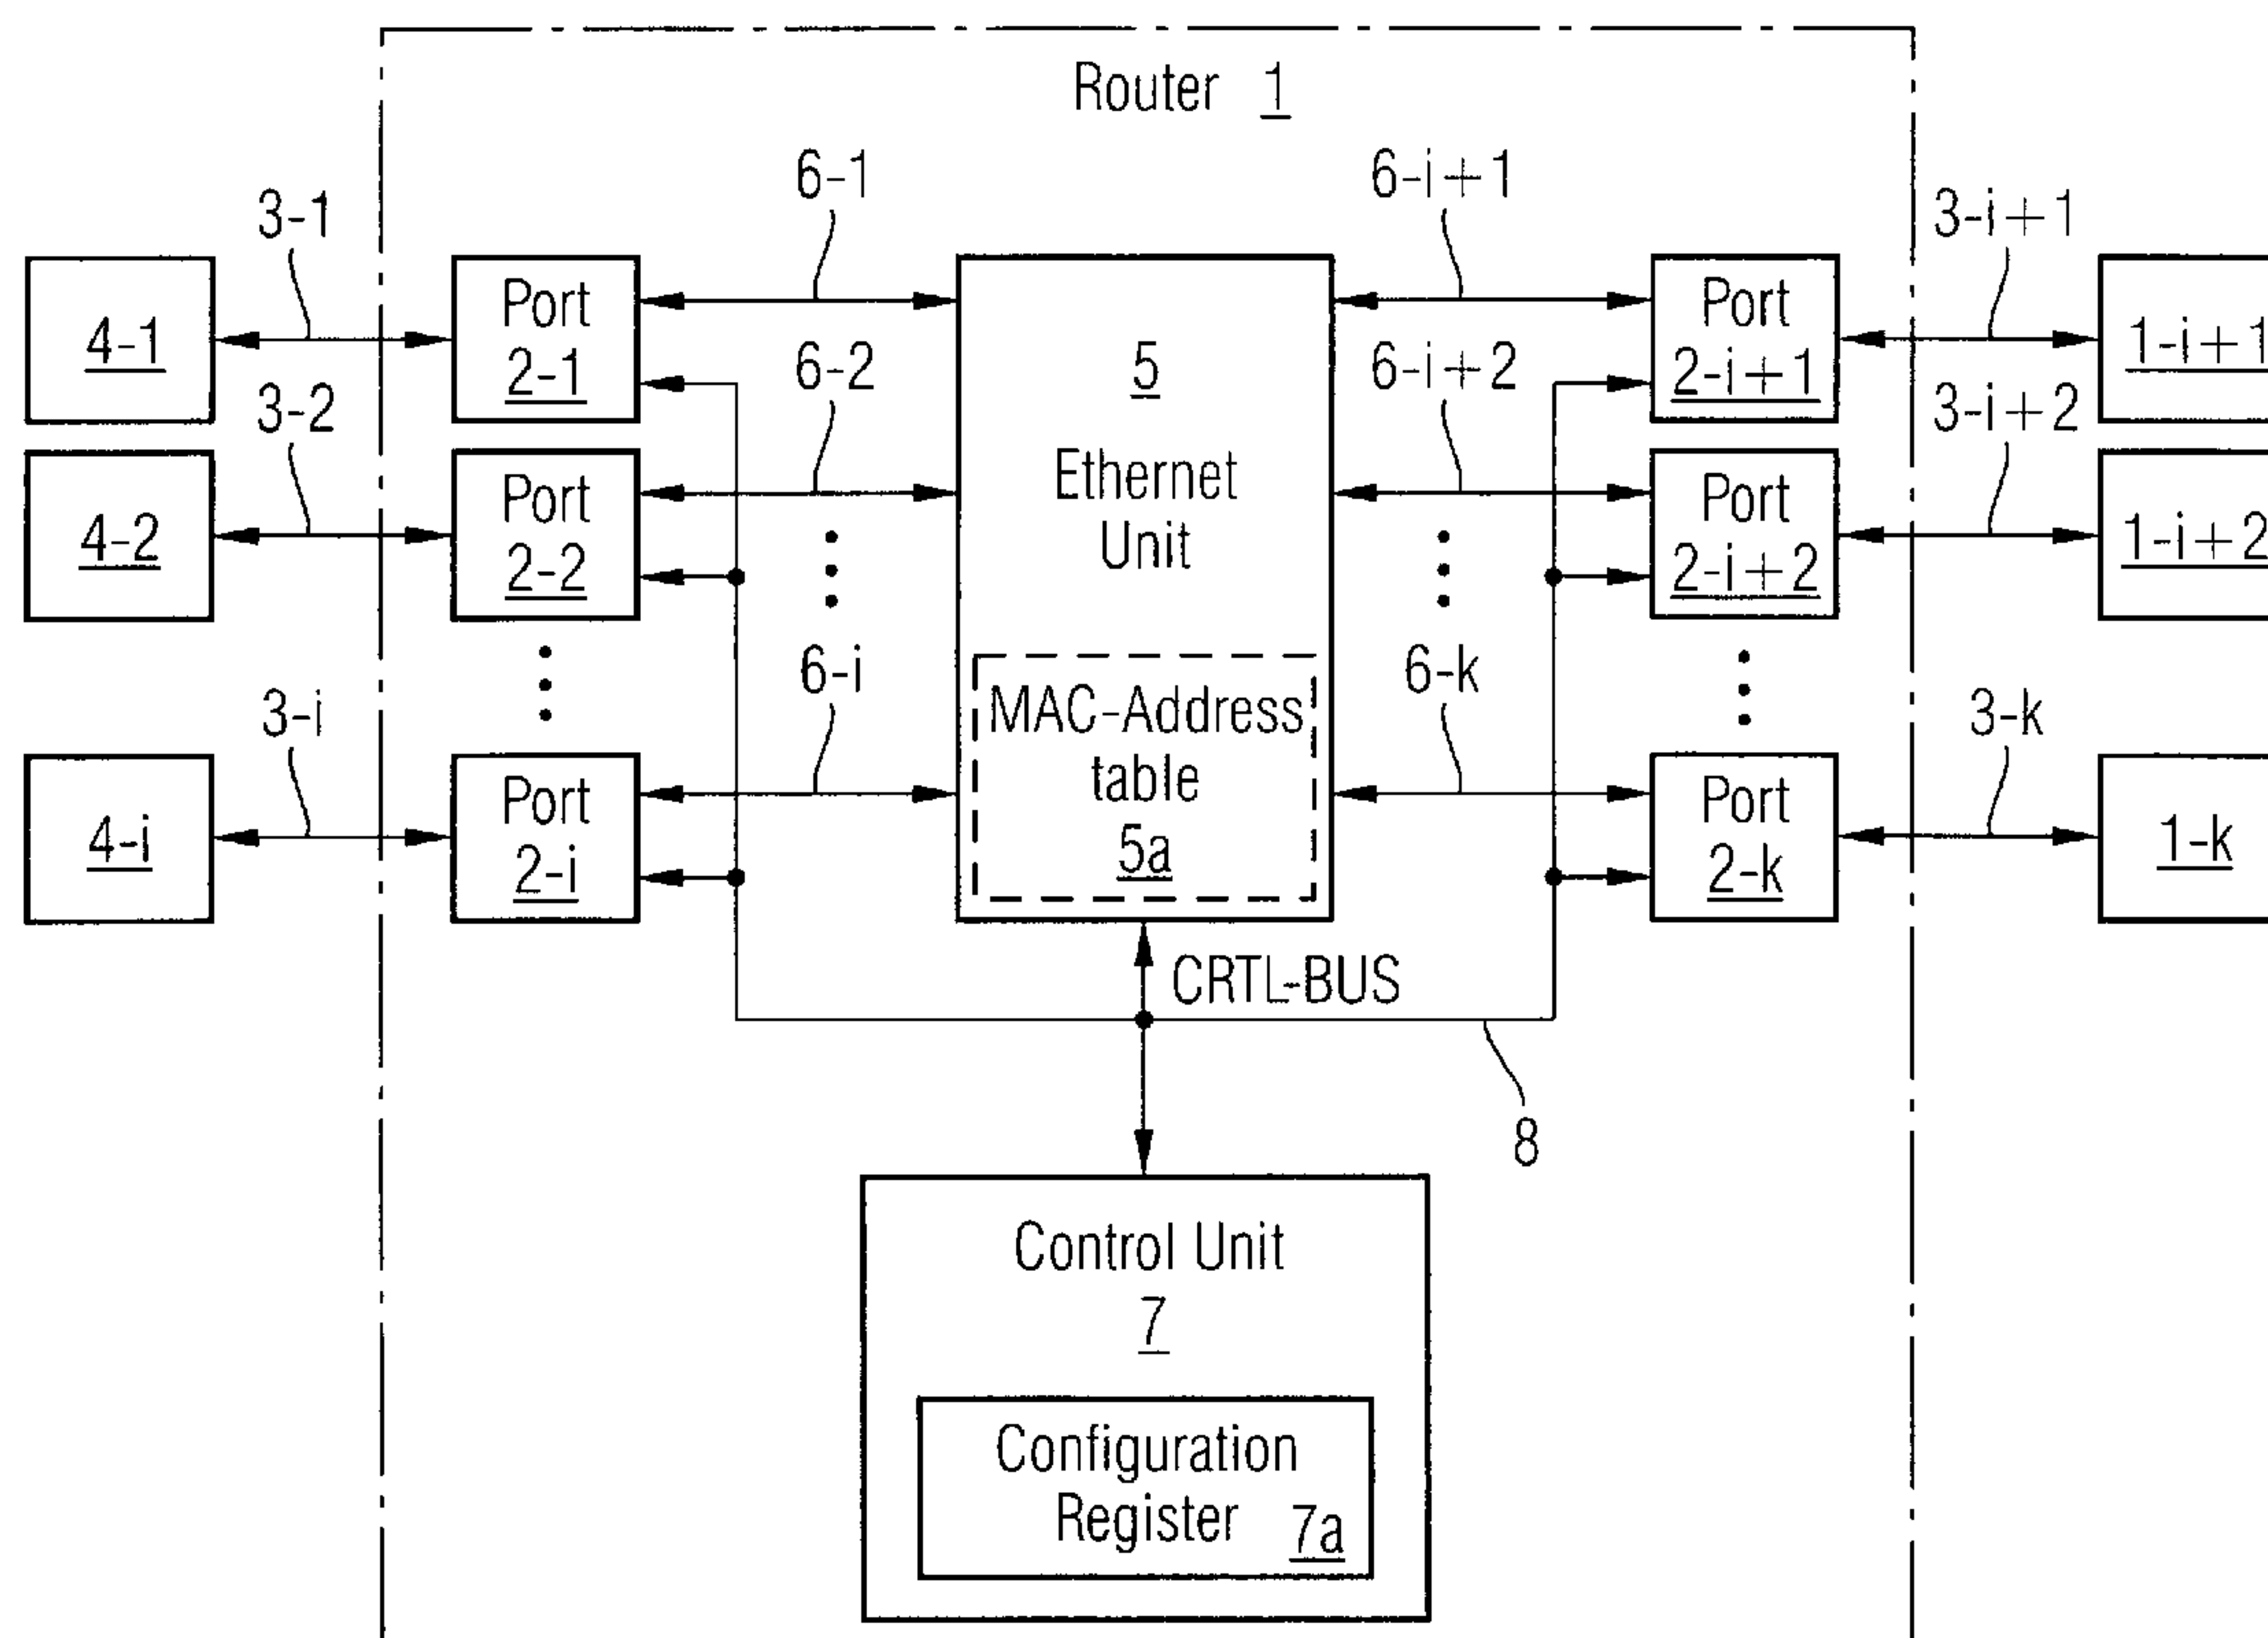 Router 1
6-1
6-i+1
3-1
3-i+1
4-1
Port
2-1
5
Ethernet
Unit
Port
2-i+1
1-i+1
6-2
6-i+2
3-2
3-i+2
4-2
Port
2-2
Port
2-i+2
1-i+2
6-i
6-k
MAC-Address
table
5a
3-i
3-k
4-i
Port
2-i
Port
2-k
1-k
CRTL-BUS
8
Control Unit
7
Configuration
Register 7a